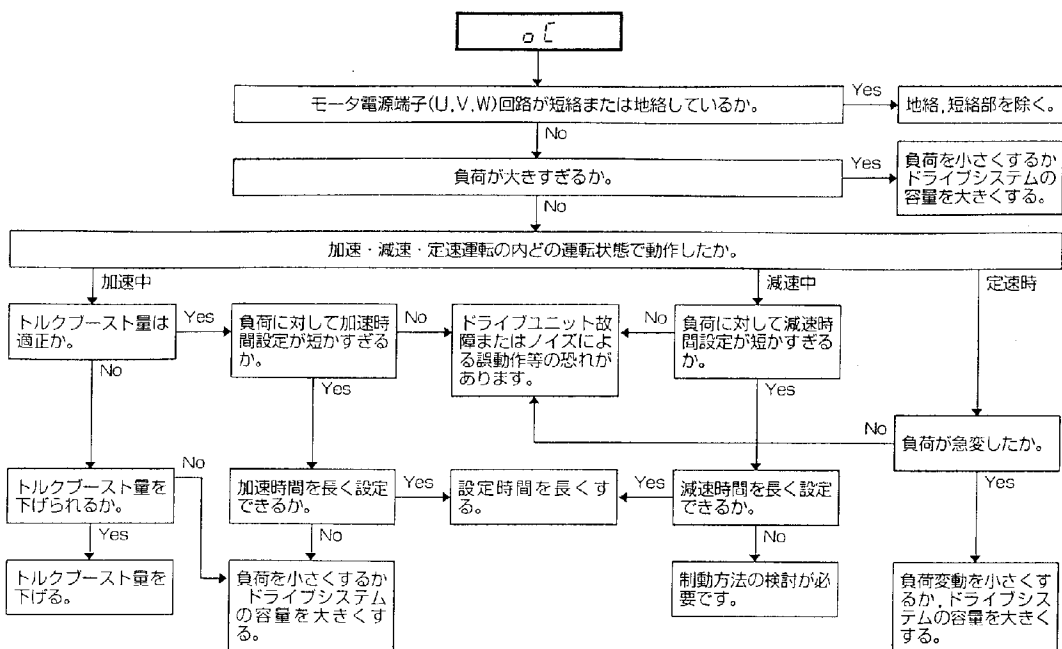 oC
モータ電源端子(U,V,W)回路が短絡または地絡しているか。
Yes
地絡,短絡部を除く。
No
負荷が大きすぎるか。
Yes
負荷を小さくするか
ドライブシステムの
容量を大きくする。
No
加速・減速・定速運転の内どの運転状態で動作したか。
加速中
減速中
定速時
トルクブースト量は
適正か。
Yes
負荷に対して加速時
間設定が短かすぎる
か。
No
ドライブユニット故
障またはノイズによ
る誤動作等の恐れが
あります。
No
負荷に対して減速時
間設定が短かすぎる
か。
No
Yes
Yes
No
負荷が急変したか。
トルクブースト量を
下げられるか。
No
加速時間を長く設定
できるか。
Yes
設定時間を長くす
る。
Yes
減速時間を長く設定
できるか。
Yes
Yes
No
No
トルクブースト量を
下げる。
負荷を小さくするか
ドライブシステム
の容量を大きくす
る。
制動方法の検討が必
要です。
負荷変動を小さくす
るか,ドライブシス
テムの容量を大きく
する。